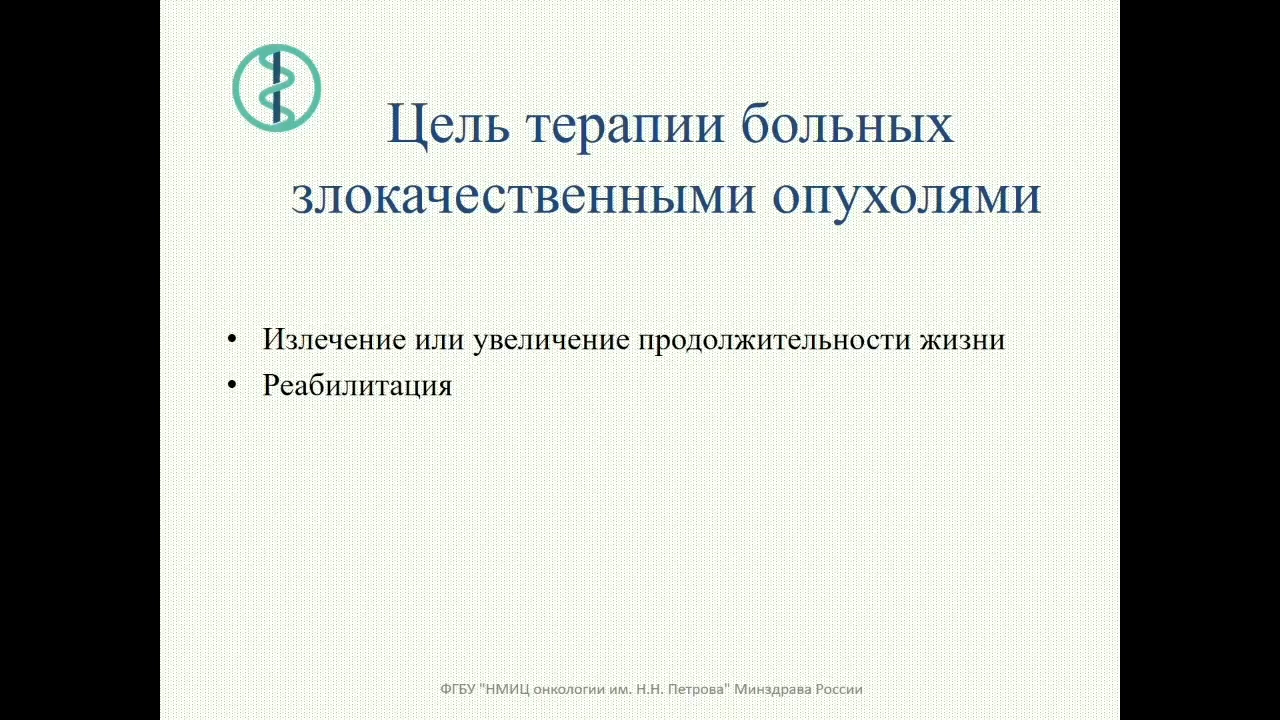 Цель терапии больных
злокачественными опухолями
• Излечение или увеличение продолжительности жизни
• Реабилитация
ФГБУ "НМИЦ онкологии им. Н.Н. Петрова" Минздрава России